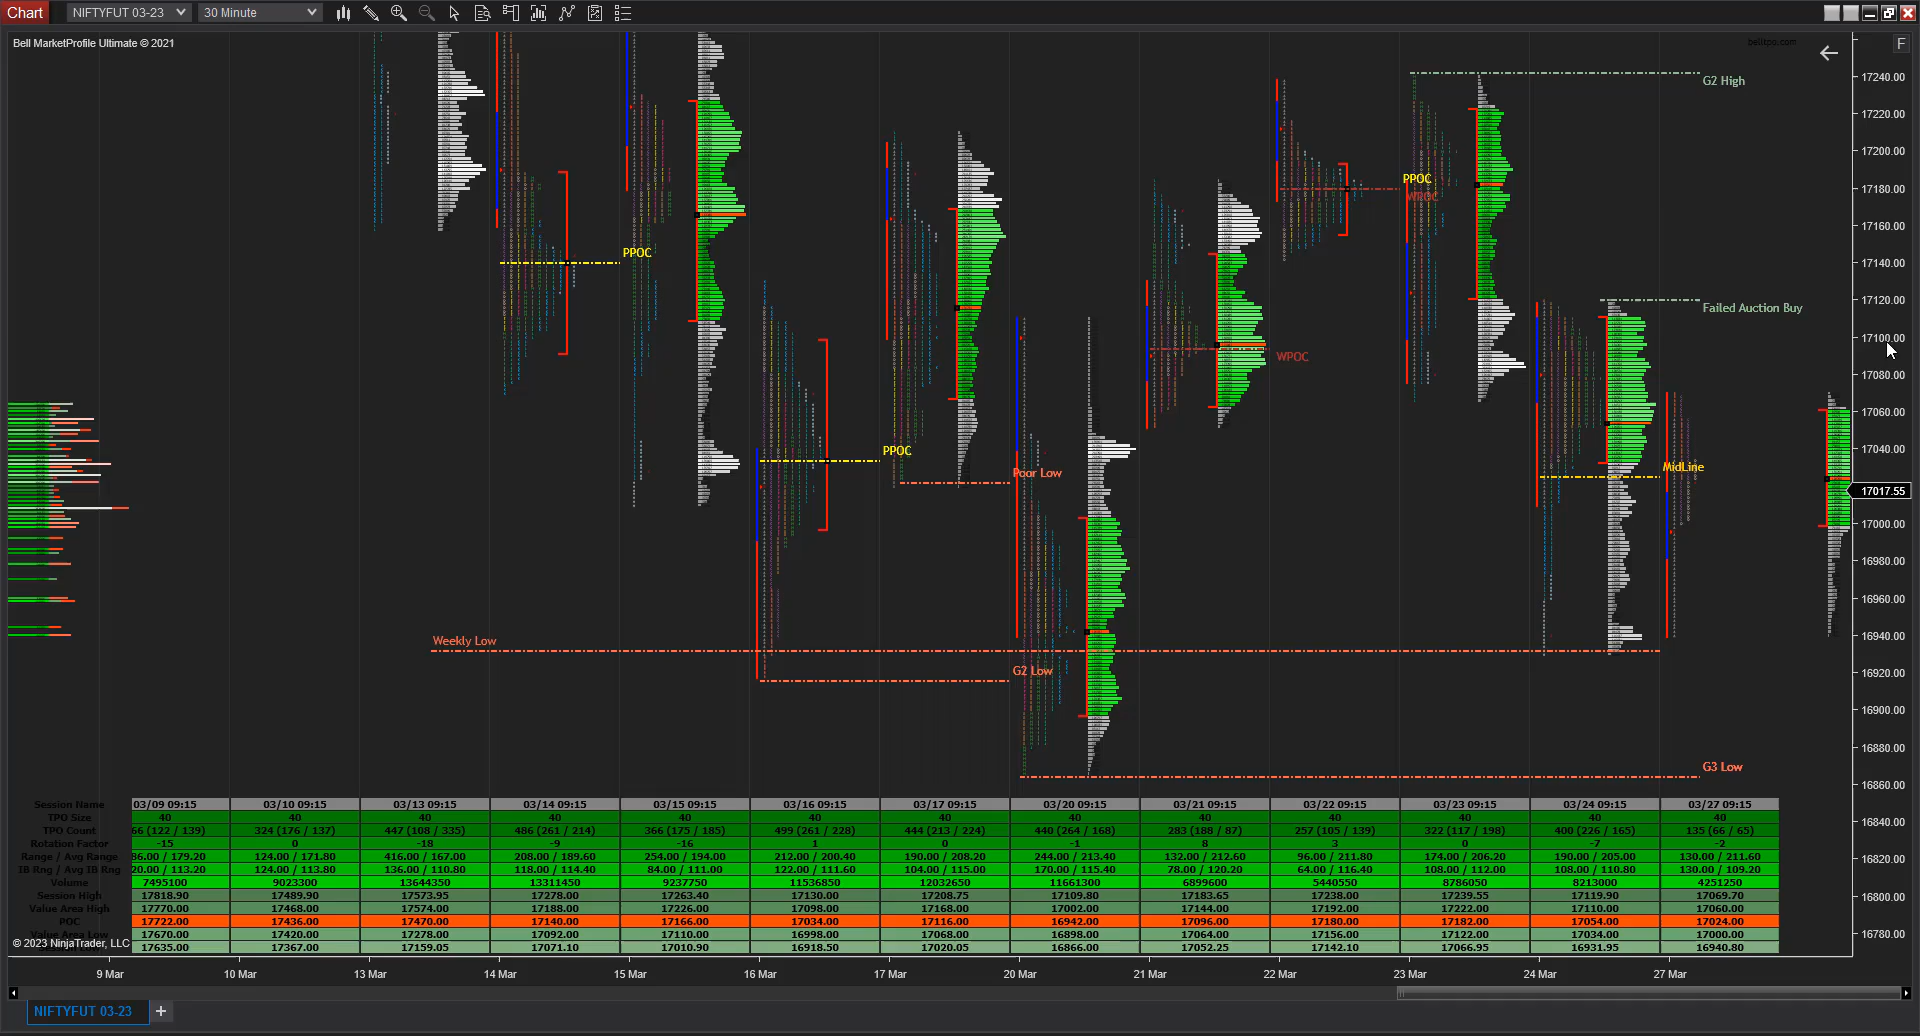 Chart NIFTYFUT 03-23 30 Minute
Bell MarketProfile Ultimate © 2021
belltpo.com
F
G2 High
PPOC
WPOC
PPOC
Failed Auction Buy
WPOC
PPOC
Poor Low
MidLine
Weekly Low
G2 Low
G3 Low
17240.00
17220.00
17200.00
17180.00
17160.00
17140.00
17120.00
17100.00
17080.00
17060.00
17040.00
17017.55
17000.00
16980.00
16960.00
16940.00
16920.00
16900.00
16880.00
16860.00
16840.00
16820.00
16800.00
16780.00
Session Name 03/09 09:15 03/10 09:15 03/13 09:15 03/14 09:15 03/15 09:15 03/16 09:15 03/17 09:15 03/20 09:15 03/21 09:15 03/22 09:15 03/23 09:15 03/24 09:15 03/27 09:15
TPO Size 40 40 40 40 40 40 40 40 40 40 40 40 40
TPO Count 66 (122 / 139) 324 (176 / 137) 447 (108 / 335) 486 (261 / 214) 366 (175 / 185) 499 (261 / 228) 444 (213 / 224) 440 (264 / 168) 283 (188 / 87) 257 (105 / 139) 322 (117 / 198) 400 (226 / 165) 135 (66 / 65)
Rotation Factor -15 0 -18 -9 -16 1 0 -1 8 3 0 -7 -2
Range / Avg Range 86.00 / 179.20 124.00 / 171.80 416.00 / 167.00 208.00 / 189.60 254.00 / 194.00 212.00 / 200.40 190.00 / 208.20 244.00 / 213.40 132.00 / 212.60 96.00 / 211.80 174.00 / 206.20 190.00 / 205.00 130.00 / 211.60
IB Rng / Avg IB Rng 20.00 / 113.20 124.00 / 113.80 136.00 / 110.80 118.00 / 114.40 84.00 / 111.00 122.00 / 111.60 104.00 / 115.00 170.00 / 115.40 78.00 / 120.20 64.00 / 116.40 108.00 / 112.00 108.00 / 110.80 130.00 / 109.20
Volume 7495100 9023300 13644350 13311450 9237750 11536850 12032650 11661300 6899600 5440550 8786050 8213000 4251250
Session High 17818.90 17489.90 17573.95 17278.00 17263.40 17130.00 17208.75 17109.80 17183.65 17238.00 17239.55 17119.90 17069.70
Value Area High 17770.00 17468.00 17574.00 17188.00 17226.00 17098.00 17168.00 17002.00 17144.00 17192.00 17222.00 17110.00 17060.00
POC 17722.00 17436.00 17470.00 17140.00 17166.00 17034.00 17116.00 16942.00 17096.00 17180.00 17182.00 17054.00 17024.00
Value Area Low 17670.00 17420.00 17278.00 17092.00 17110.00 16998.00 17068.00 16898.00 17064.00 17156.00 17122.00 17034.00 17000.00
© 2023 NinjaTrader, LLC 17635.00 17367.00 17159.05 17071.10 17010.90 16918.50 17020.05 16866.00 17052.25 17142.10 17066.95 16931.95 16940.80
9 Mar 10 Mar 13 Mar 14 Mar 15 Mar 16 Mar 17 Mar 20 Mar 21 Mar 22 Mar 23 Mar 24 Mar 27 Mar
NIFTYFUT 03-23 +